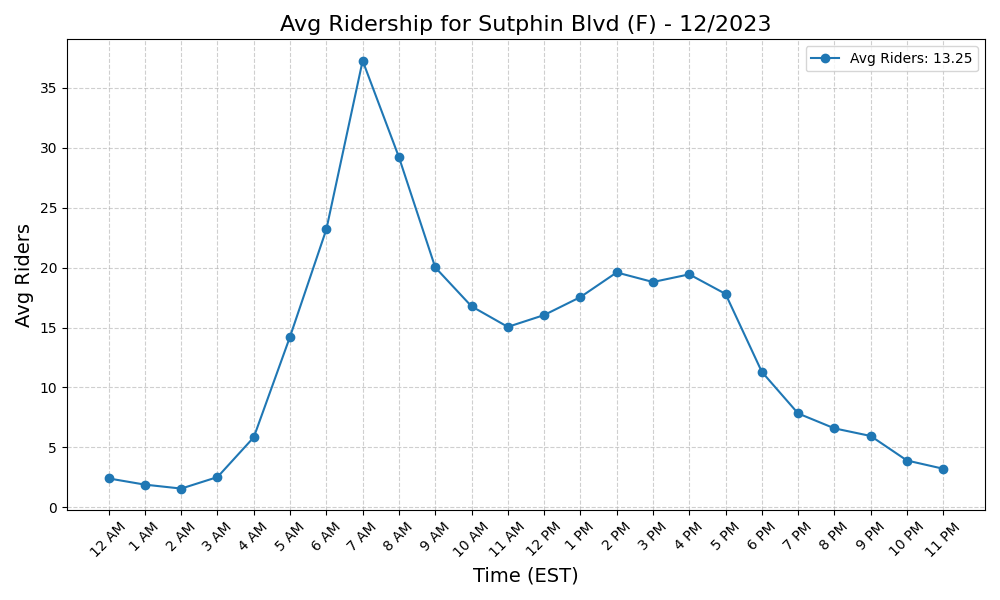 Avg Ridership for Sutphin Blvd (F) - 12/2023
Avg Riders: 13.25
Avg Riders
35
30
25
20
15
10
5
0
12 AM
1 AM
2 AM
3 AM
4 AM
5 AM
6 AM
7 AM
8 AM
9 AM
10 AM
11 AM
12 PM
1 PM
2 PM
3 PM
4 PM
5 PM
6 PM
7 PM
8 PM
9 PM
10 PM
11 PM
Time (EST)